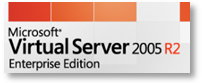 Microsoft
Virtual Server 2005 R2
Enterprise Edition